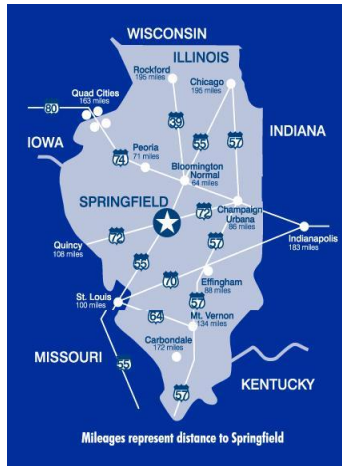 WISCONSIN
ILLINOIS
Rockford
195 miles
Chicago
195 miles
Quad Cities
163 miles
80
39
55
57
INDIANA
IOWA
74
Peoria
71 miles
Bloomington
Normal
64 miles
SPRINGFIELD
72
Champaign
Urbana
86 miles
72
57
Indianapolis
183 miles
Quincy
108 miles
55
70
Effingham
88 miles
St. Louis
100 miles
57
64
Mt. Vernon
134 miles
Carbondale
172 miles
MISSOURI
55
KENTUCKY
57
Mileages represent distance to Springfield